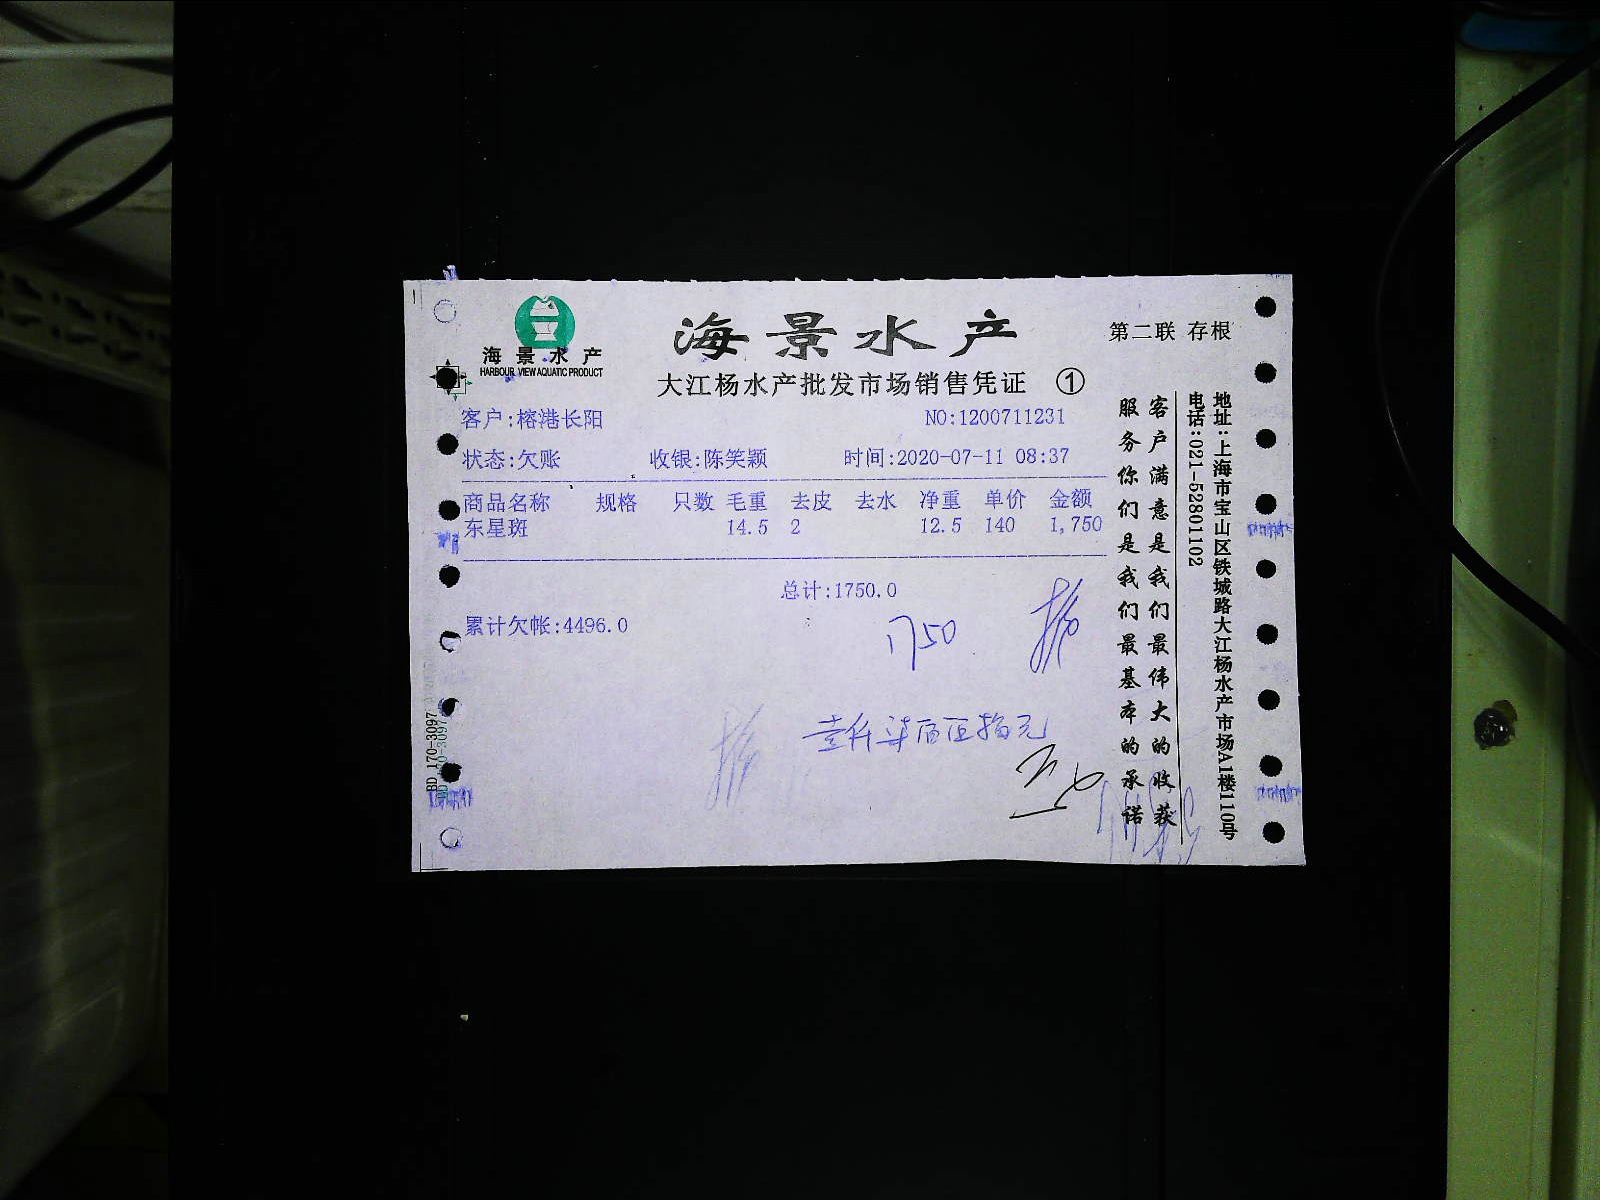 海景水产
HARBOUR VIEW AQUATIC PRODUCT
海景水产
第二联 存根
大江杨水产批发市场销售凭证 ①
客户:榕港长阳 NO:1200711231
状态:欠账 收银:陈笑颖 时间:2020-07-11 08:37
商品名称 规格 只数 毛重 去皮 去水 净重 单价 金额
东星斑 14.5 2 12.5 140 1,750
总计:1750.0
累计欠帐:4496.0
1750
壹仟柒佰伍拾元
客户满意是我们最伟大的收获
服务你们是我们最基本的承诺
地址:上海市宝山区铁城路大江杨水产市场A1楼110号
电话:021-52801102
BD 170-3097